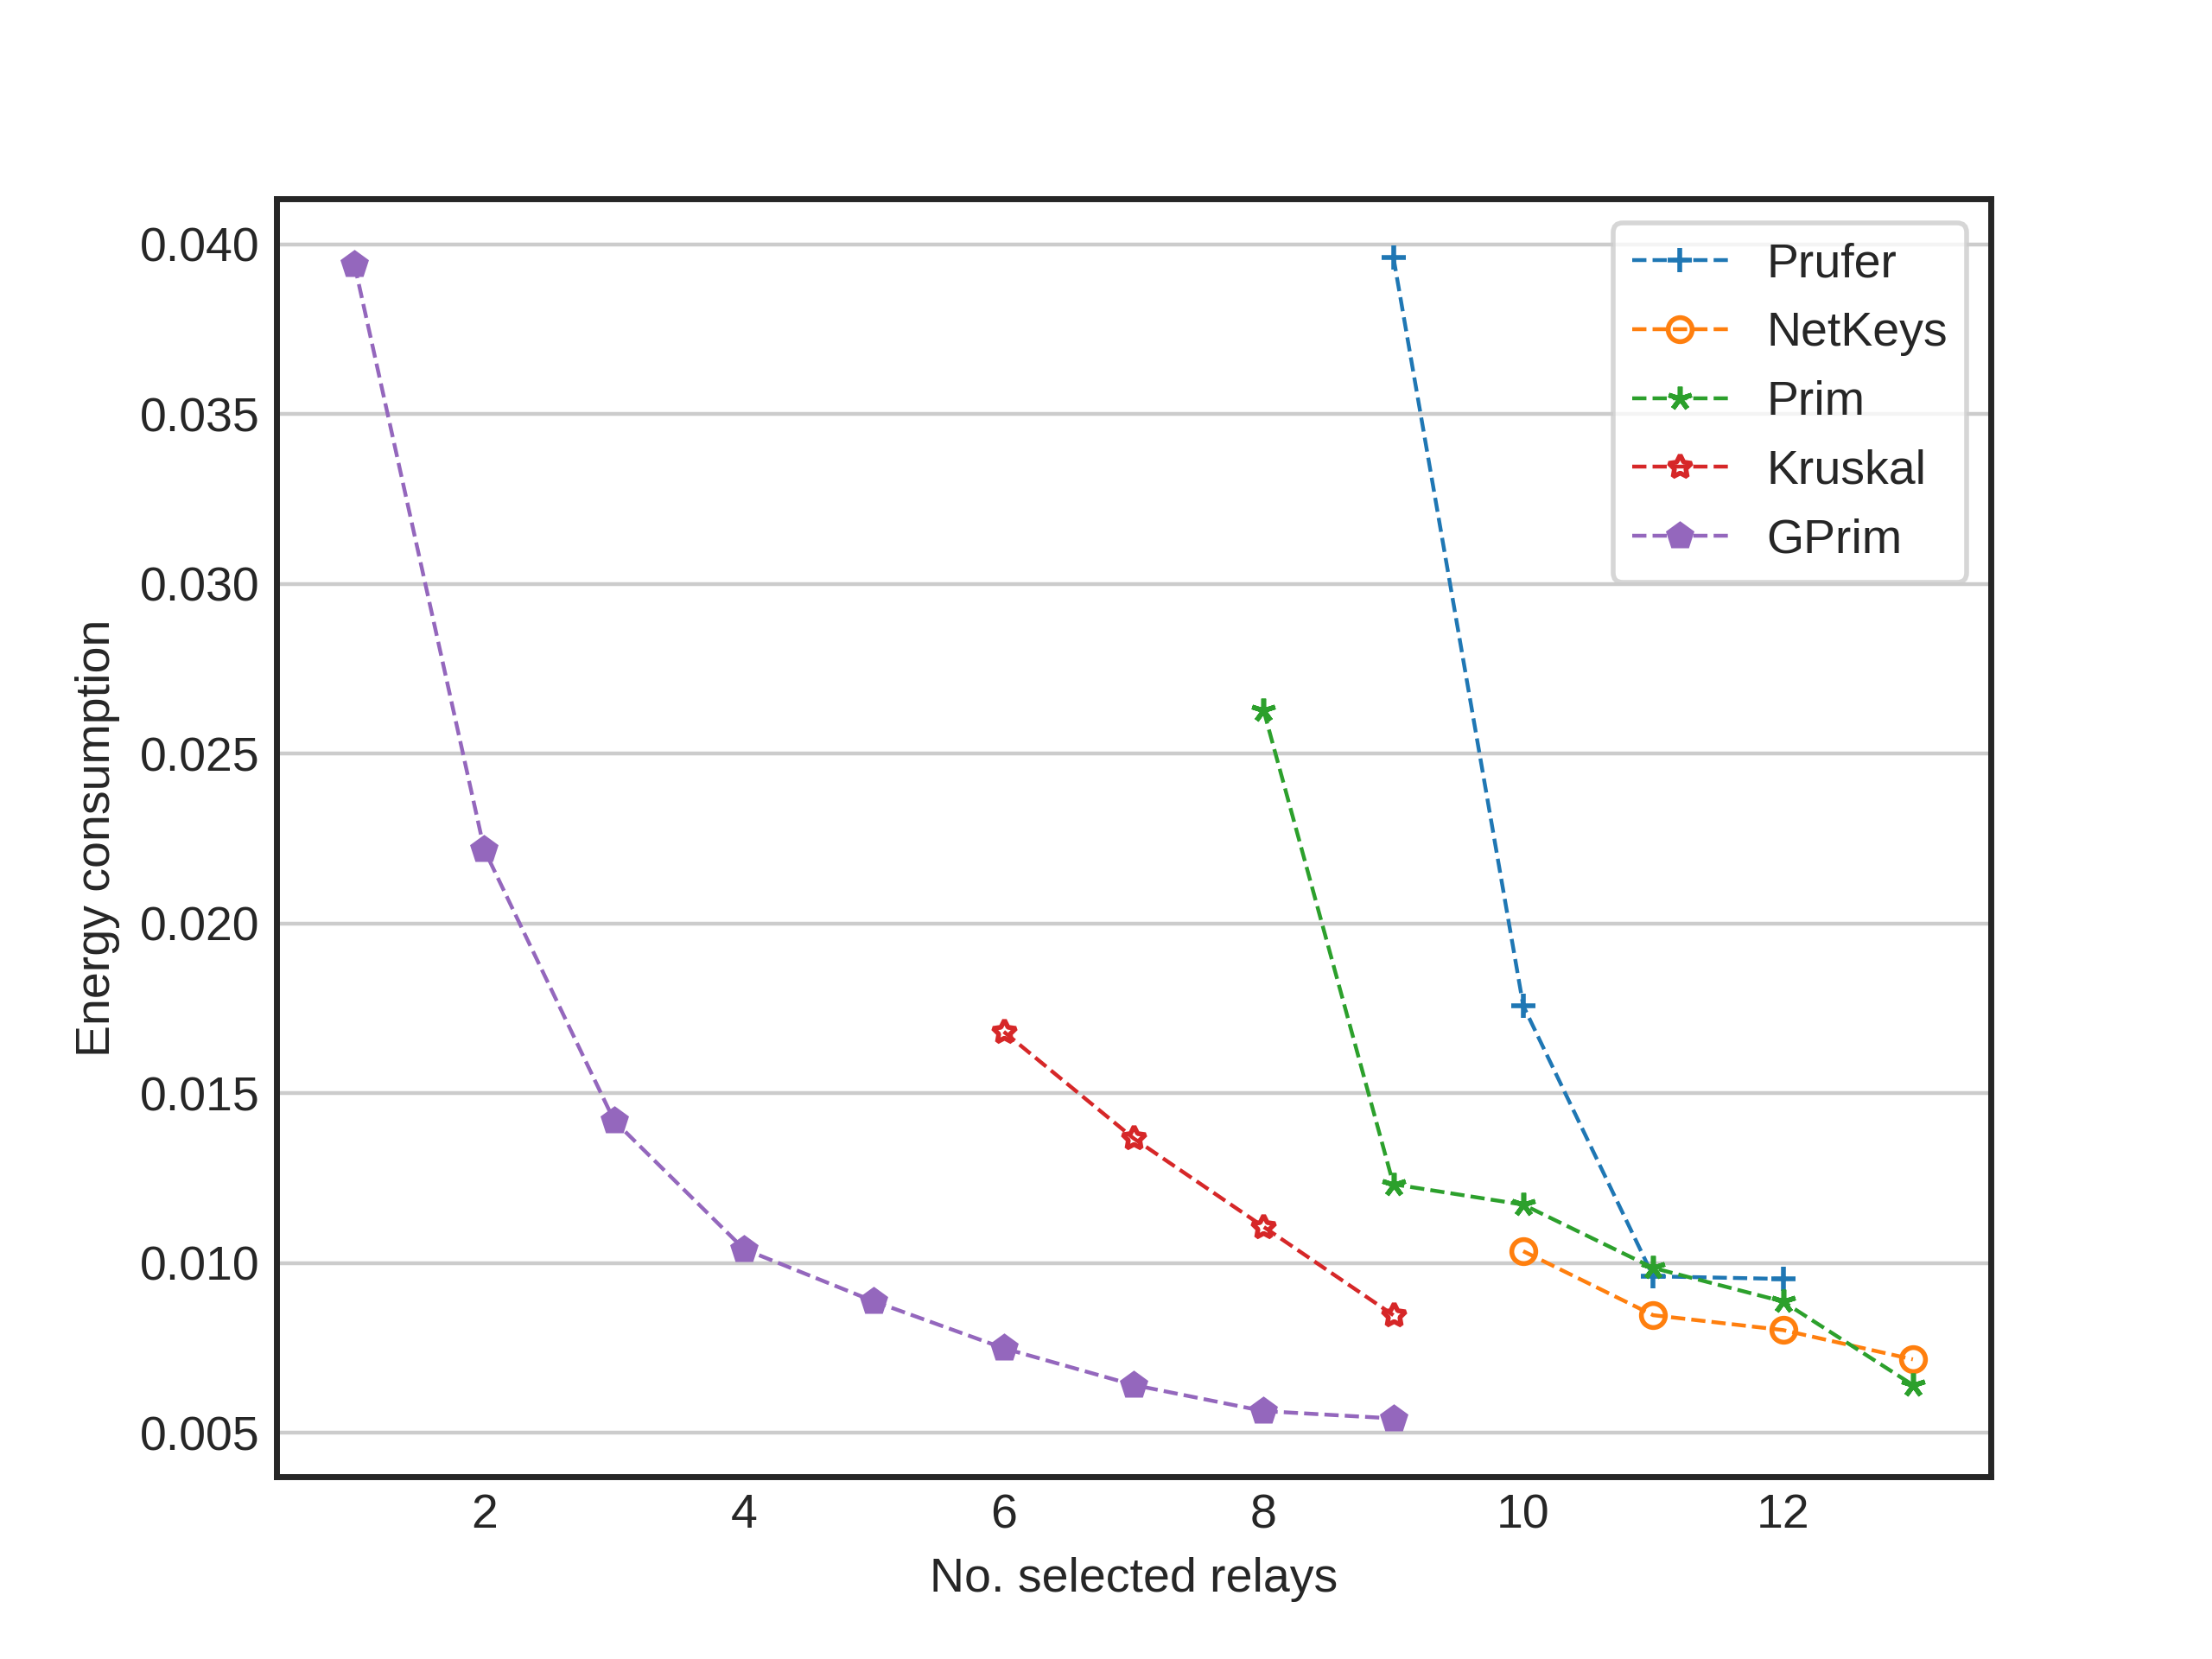 0.040
0.035
0.030
0.025
0.020
0.015
0.010
0.005
Energy consumption
2 4 6 8 10 12
No. selected relays
Prufer
NetKeys
Prim
Kruskal
GPrim